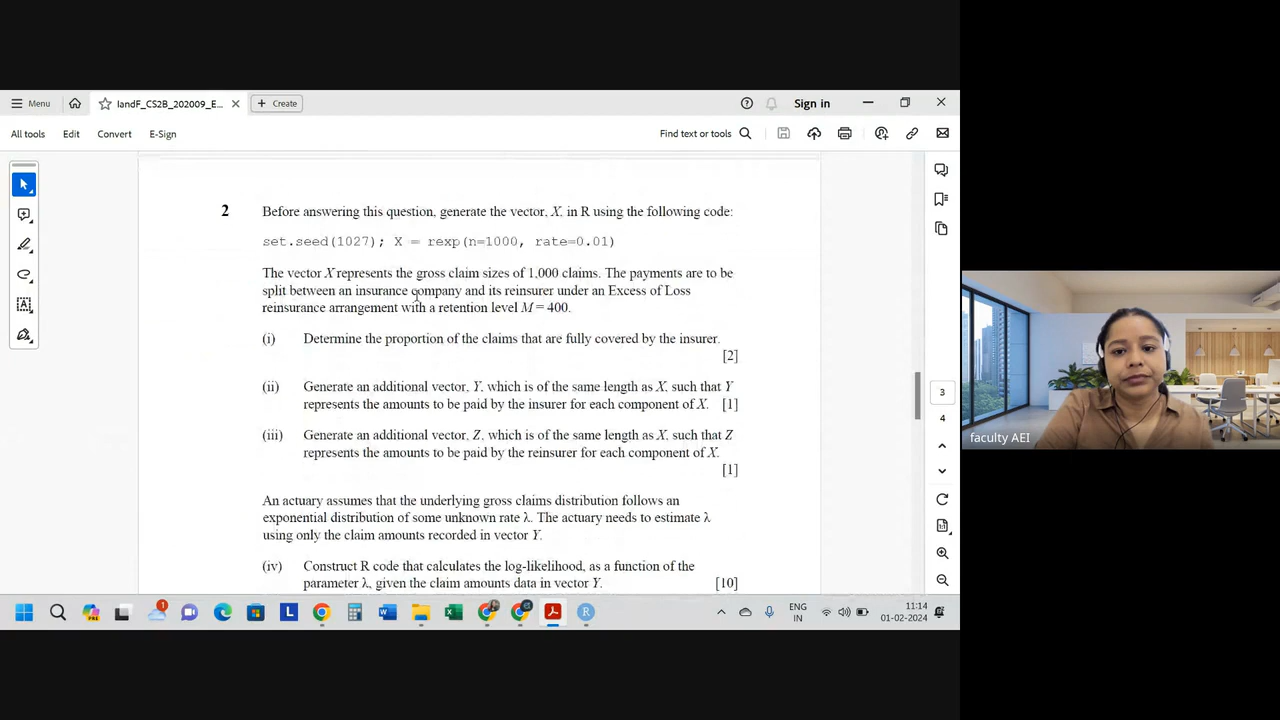 Menu
IandF_CS2B_202009_E...
Create
Sign in
All tools
Edit
Convert
E-Sign
Find text or tools
2
Before answering this question, generate the vector, X, in R using the following code:
set.seed(1027); X = rexp(n=1000, rate=0.01)
The vector X represents the gross claim sizes of 1,000 claims. The payments are to be
split between an insurance company and its reinsurer under an Excess of Loss
reinsurance arrangement with a retention level M = 400.
(i) Determine the proportion of the claims that are fully covered by the insurer.
[2]
(ii) Generate an additional vector, Y, which is of the same length as X, such that Y
represents the amounts to be paid by the insurer for each component of X. [1]
(iii) Generate an additional vector, Z, which is of the same length as X, such that Z
represents the amounts to be paid by the reinsurer for each component of X.
[1]
An actuary assumes that the underlying gross claims distribution follows an
exponential distribution of some unknown rate λ. The actuary needs to estimate λ
using only the claim amounts recorded in vector Y.
(iv) Construct R code that calculates the log-likelihood, as a function of the
parameter λ, given the claim amounts data in vector Y. [10]
3
4
faculty AEI
1
L
R
ENG
IN
11:14
01-02-2024